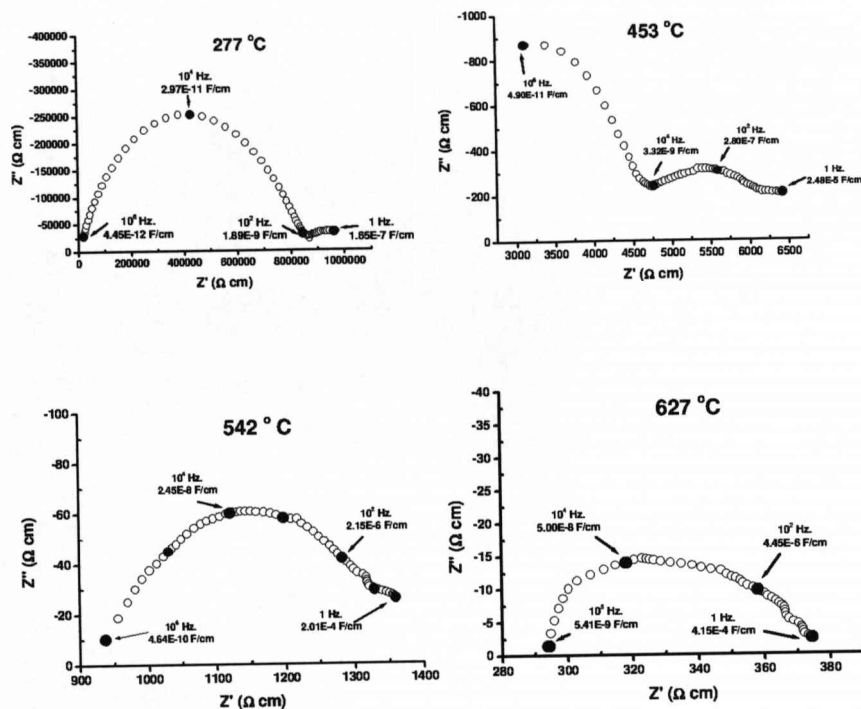 277 °C
-400000
-350000
-300000
-250000
-200000
-150000
-100000
-50000
0
Z'' (Ω cm)
10⁴ Hz.
2.97E-11 F/cm
10⁶ Hz.
4.45E-12 F/cm
10² Hz.
1.89E-9 F/cm
1 Hz.
1.65E-7 F/cm
0 200000 400000 600000 800000 1000000
Z' (Ω cm)
453 °C
-1000
-800
-600
-400
-200
0
Z'' (Ω cm)
10⁶ Hz.
4.90E-11 F/cm
10⁴ Hz.
3.32E-9 F/cm
10² Hz.
2.80E-7 F/cm
1 Hz.
2.48E-5 F/cm
3000 3500 4000 4500 5000 5500 6000 6500
Z' (Ω cm)
542 °C
-100
-80
-60
-40
-20
0
Z'' (Ω cm)
10⁴ Hz.
2.45E-8 F/cm
10² Hz.
2.15E-6 F/cm
10⁶ Hz.
4.64E-10 F/cm
1 Hz.
2.01E-4 F/cm
900 1000 1100 1200 1300 1400
Z' (Ω cm)
627 °C
-40
-35
-30
-25
-20
-15
-10
-5
0
Z'' (Ω cm)
10⁴ Hz.
5.00E-8 F/cm
10² Hz.
4.45E-6 F/cm
10⁶ Hz.
5.41E-9 F/cm
1 Hz.
4.15E-4 F/cm
280 300 320 340 360 380
Z' (Ω cm)